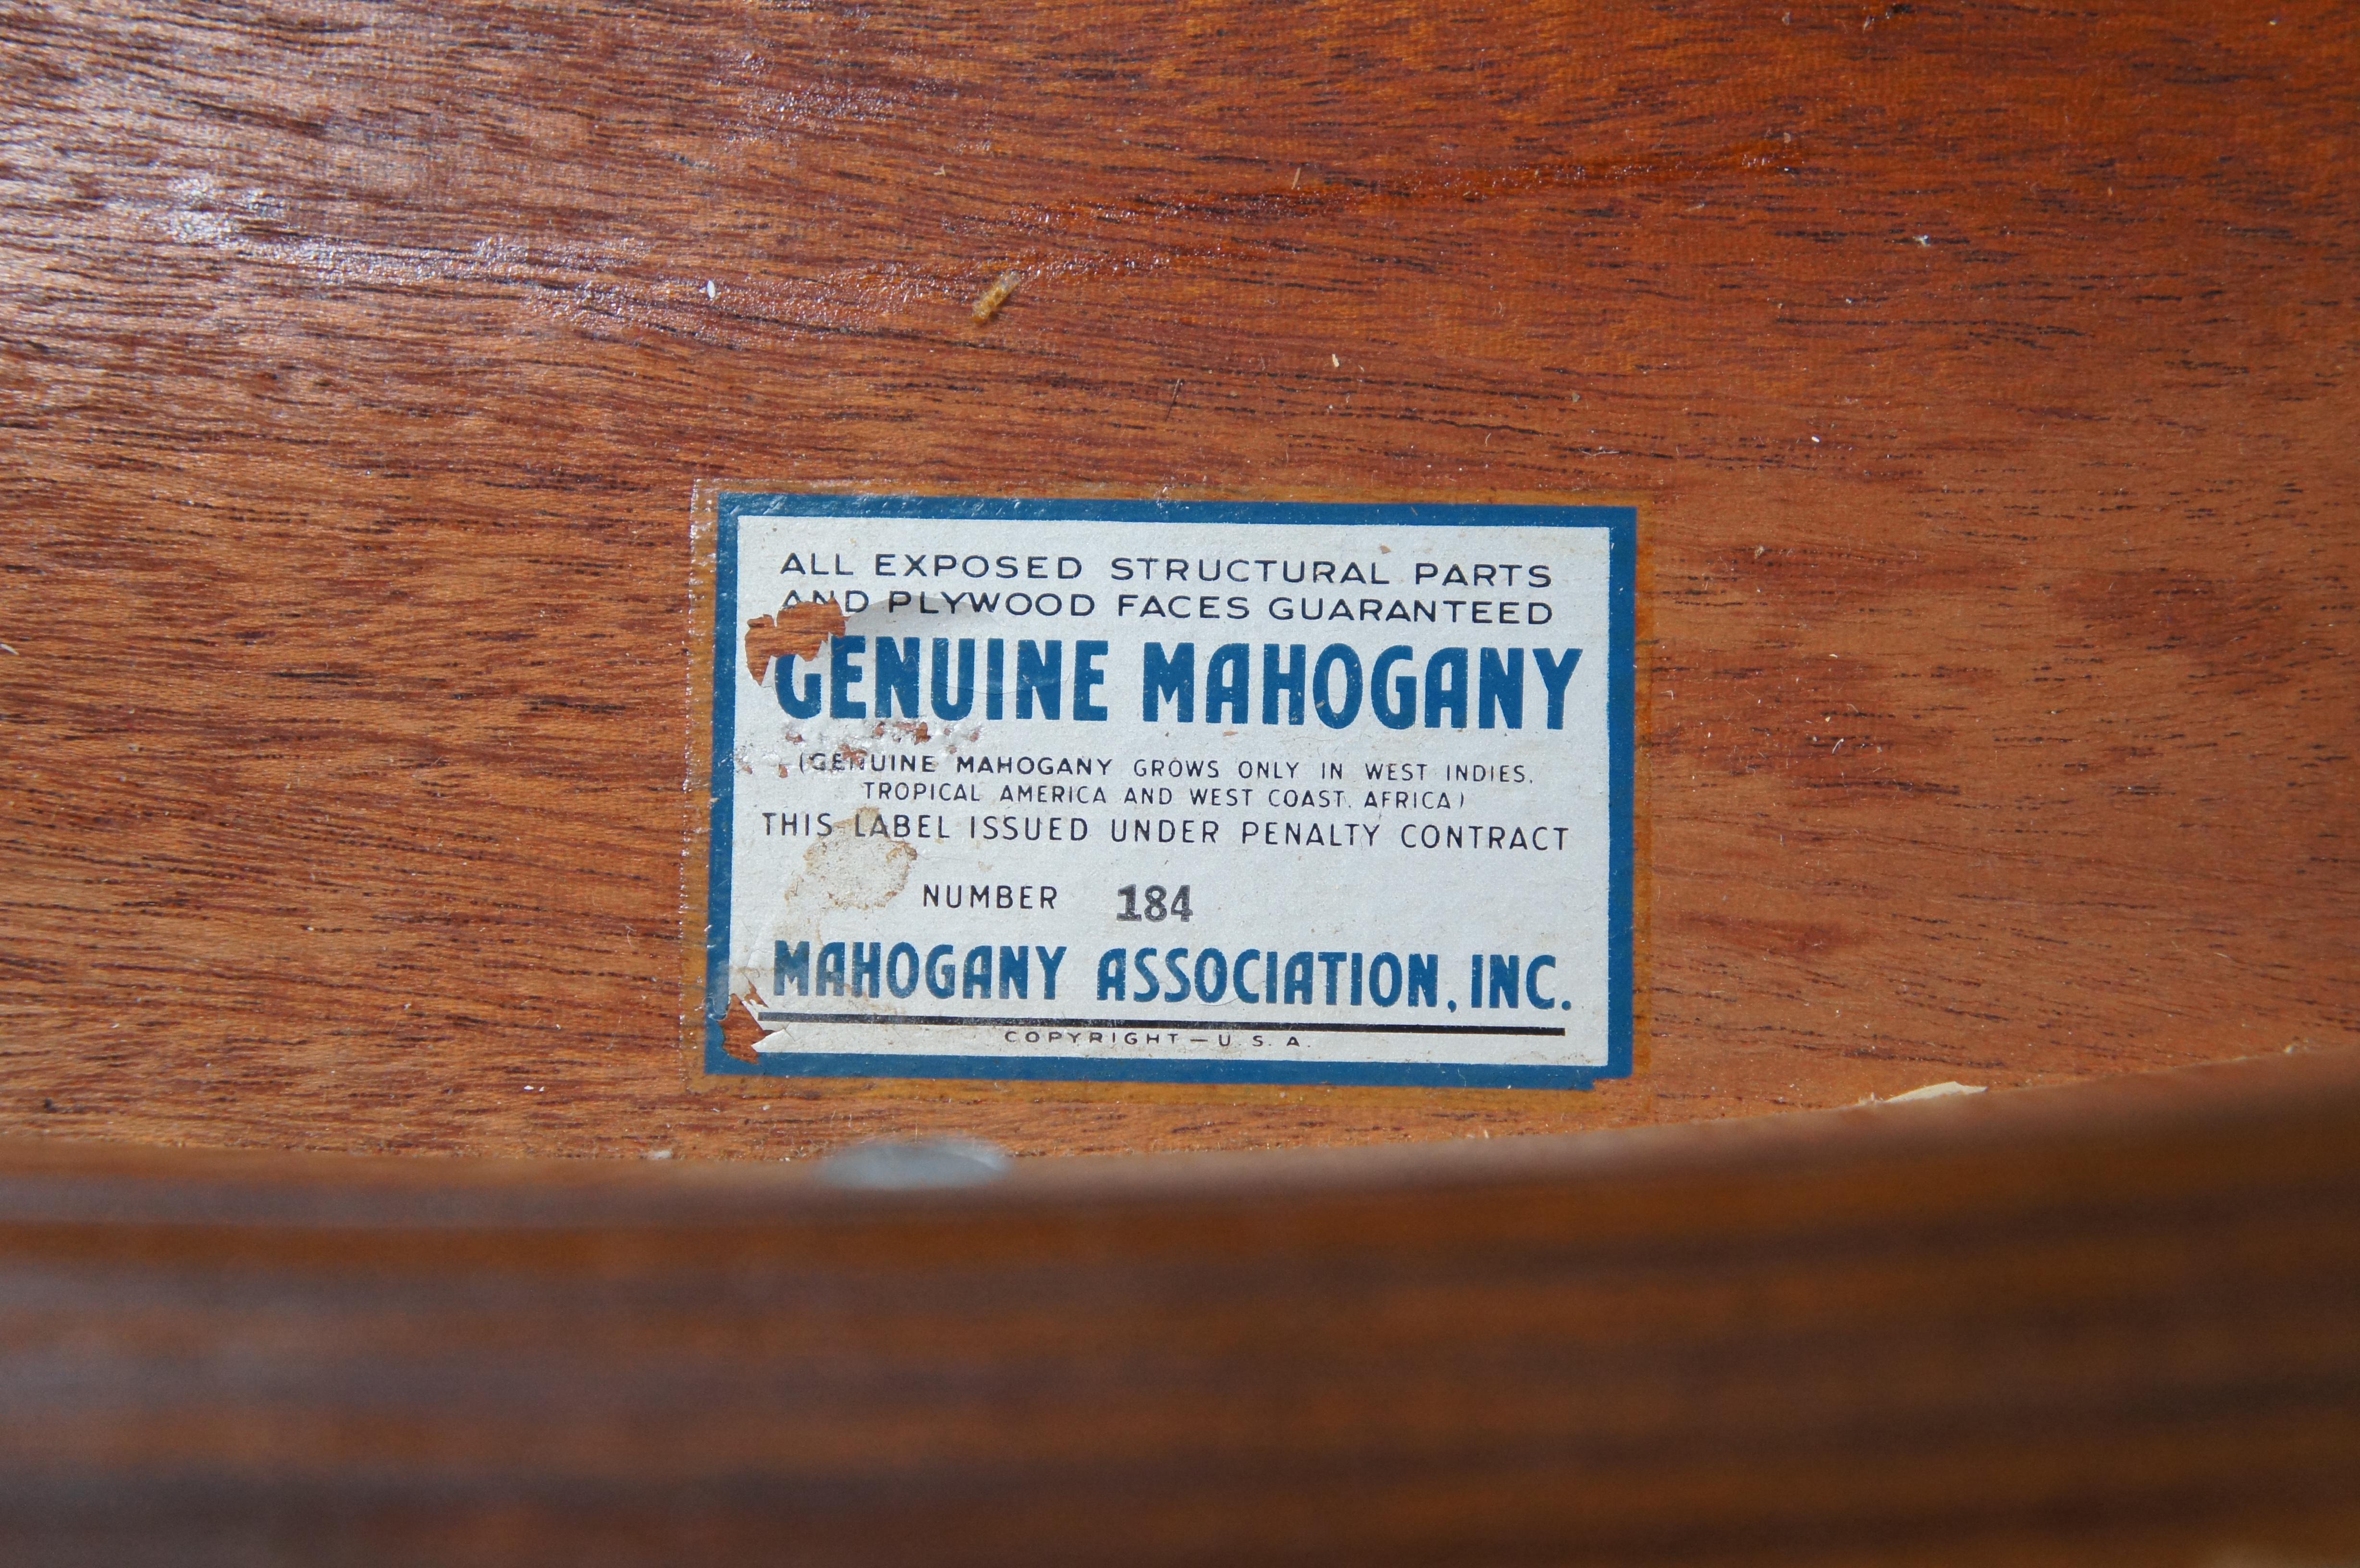 ALL EXPOSED STRUCTURAL PARTS
AND PLYWOOD FACES GUARANTEED
GENUINE MAHOGANY
(GENUINE MAHOGANY GROWS ONLY IN WEST INDIES,
TROPICAL AMERICA AND WEST COAST, AFRICA)
THIS LABEL ISSUED UNDER PENALTY CONTRACT
NUMBER 184
MAHOGANY ASSOCIATION, INC.
COPYRIGHT — U. S. A.